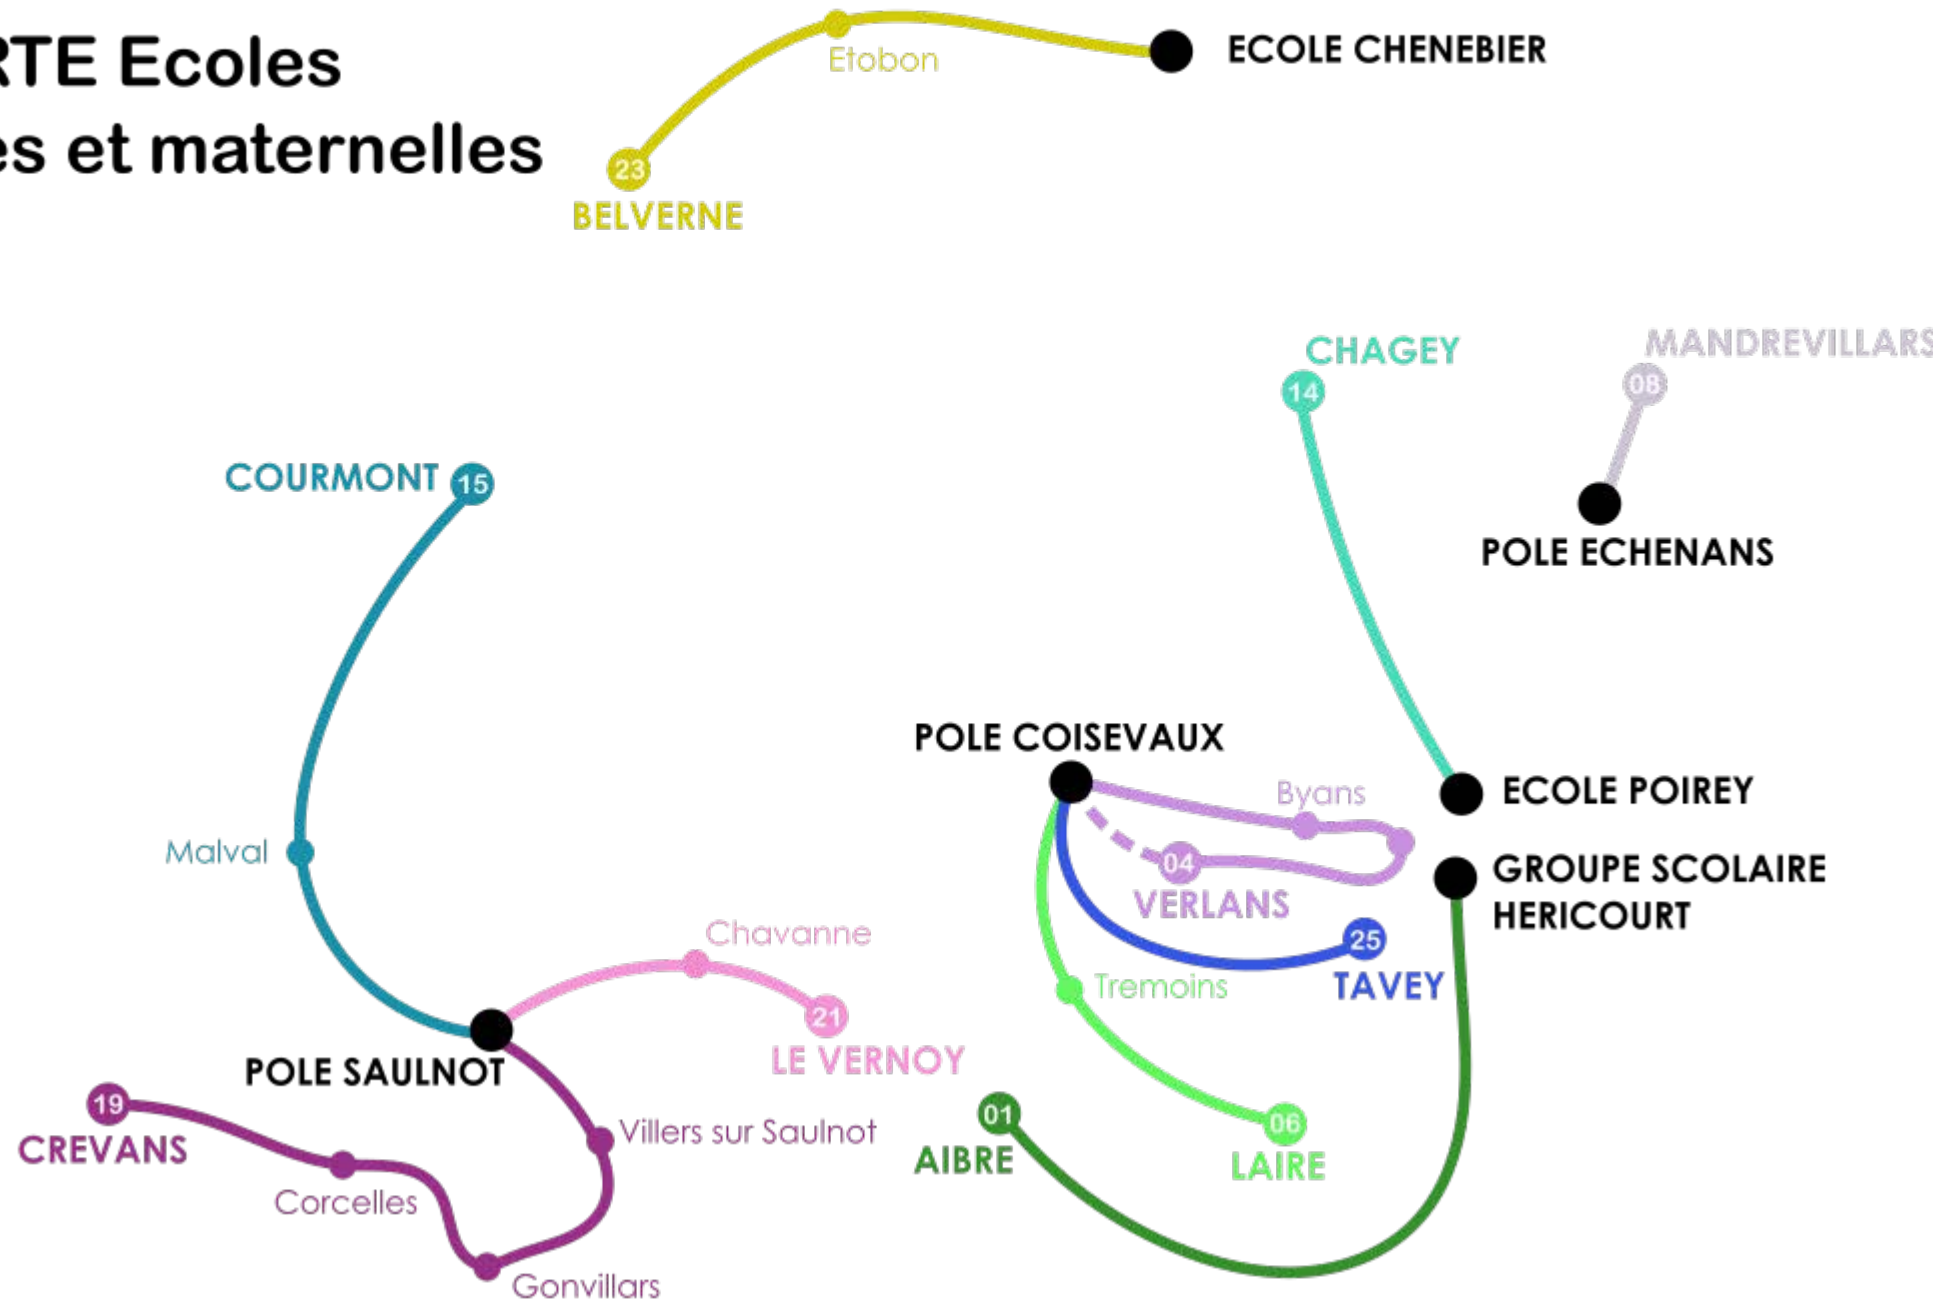 RTE Ecoles
es et maternelles
Etobon
ECOLE CHENEBIER
23
BELVERNE
CHAGEY
14
MANDREVILLARS
08
POLE ECHENANS
COURMONT
15
Malval
POLE COISEVAUX
Byans
04
VERLANS
ECOLE POIREY
GROUPE SCOLAIRE
HERICOURT
25
TAVEY
Tremoins
06
LAIRE
Chavanne
21
LE VERNOY
POLE SAULNOT
19
CREVANS
Corcelles
Villers sur Saulnot
Gonvillars
01
AIBRE